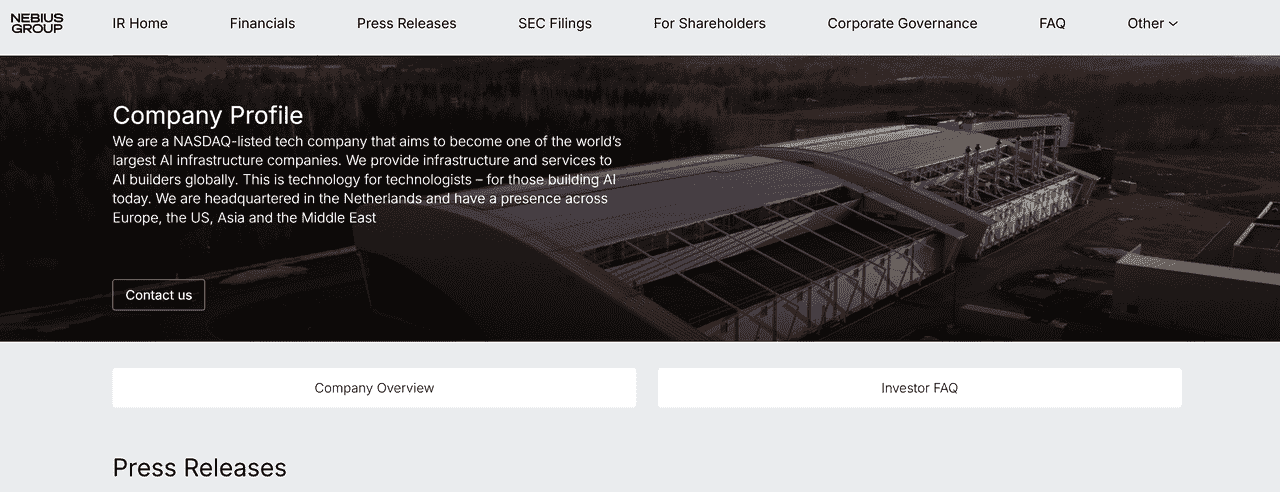 NEBIUS
GROUP
IR Home
Financials
Press Releases
SEC Filings
For Shareholders
Corporate Governance
FAQ
Other
Company Profile
We are a NASDAQ-listed tech company that aims to become one of the world’s
largest AI infrastructure companies. We provide infrastructure and services to
AI builders globally. This is technology for technologists – for those building AI
today. We are headquartered in the Netherlands and have a presence across
Europe, the US, Asia and the Middle East
Contact us
Company Overview
Investor FAQ
Press Releases